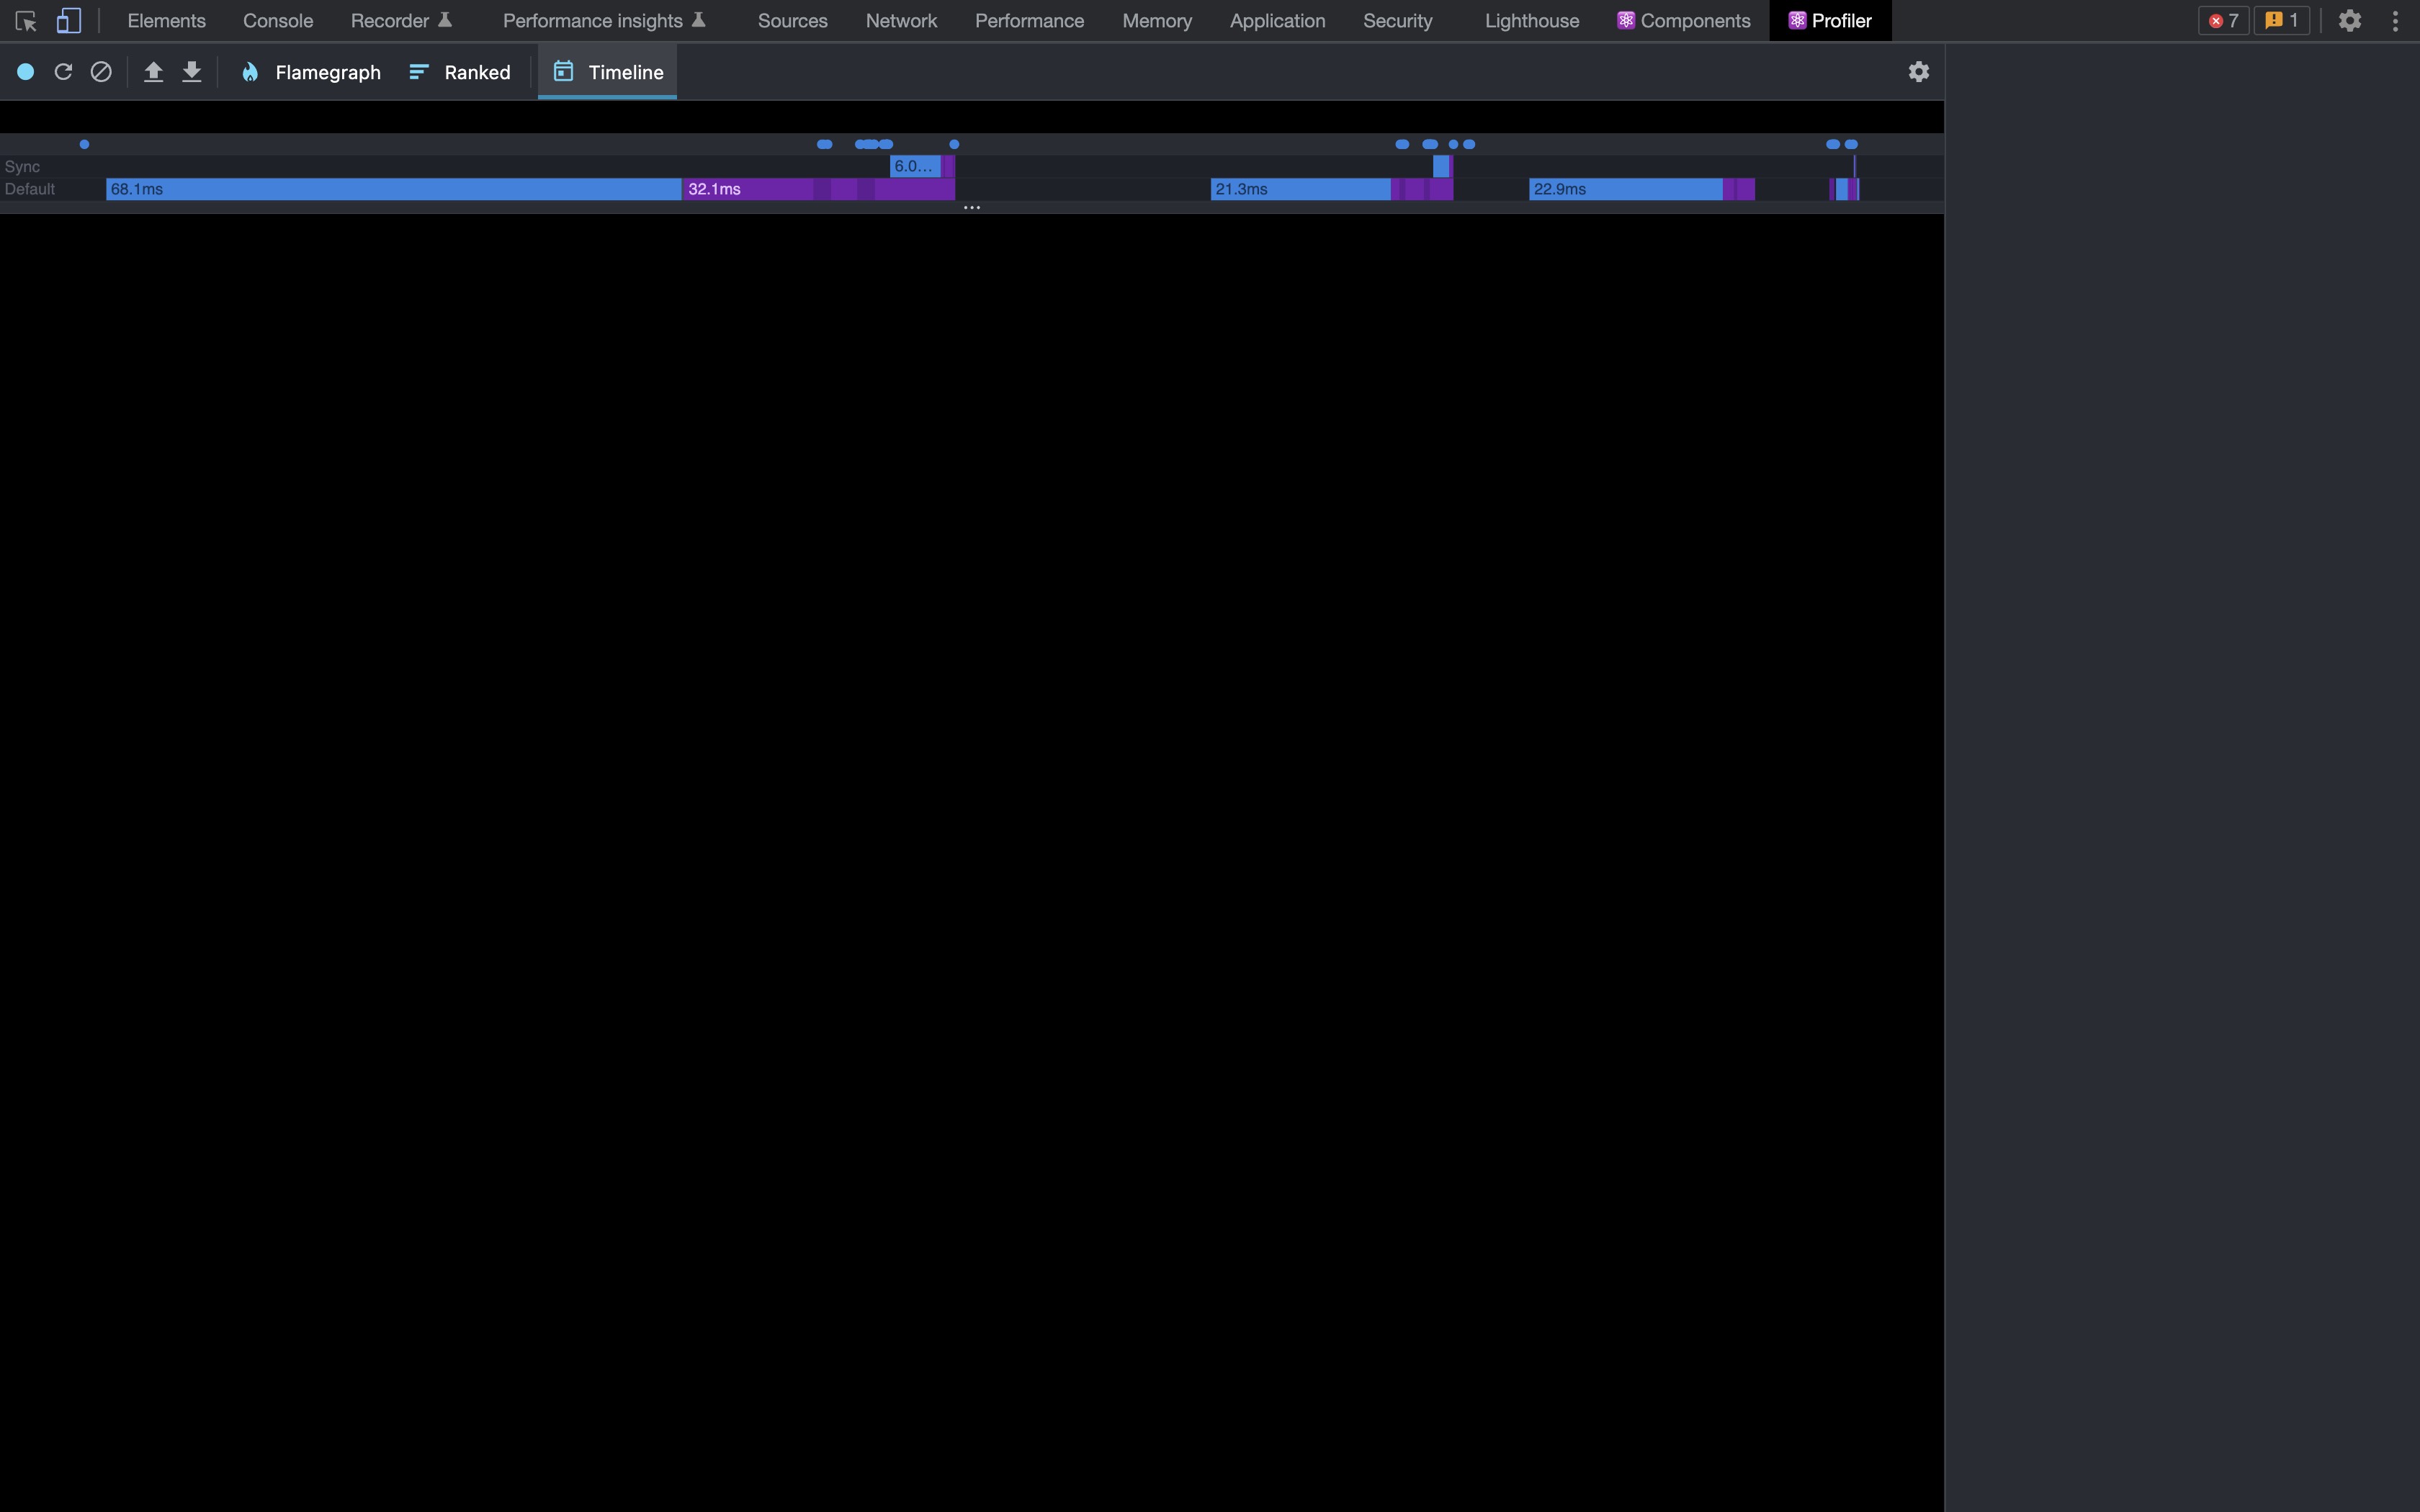 Elements Console Recorder Performance insights Sources Network Performance Memory Application Security Lighthouse Components Profiler 7 1
Flamegraph Ranked Timeline
Sync 6.0...
Default 68.1ms 32.1ms 21.3ms 22.9ms